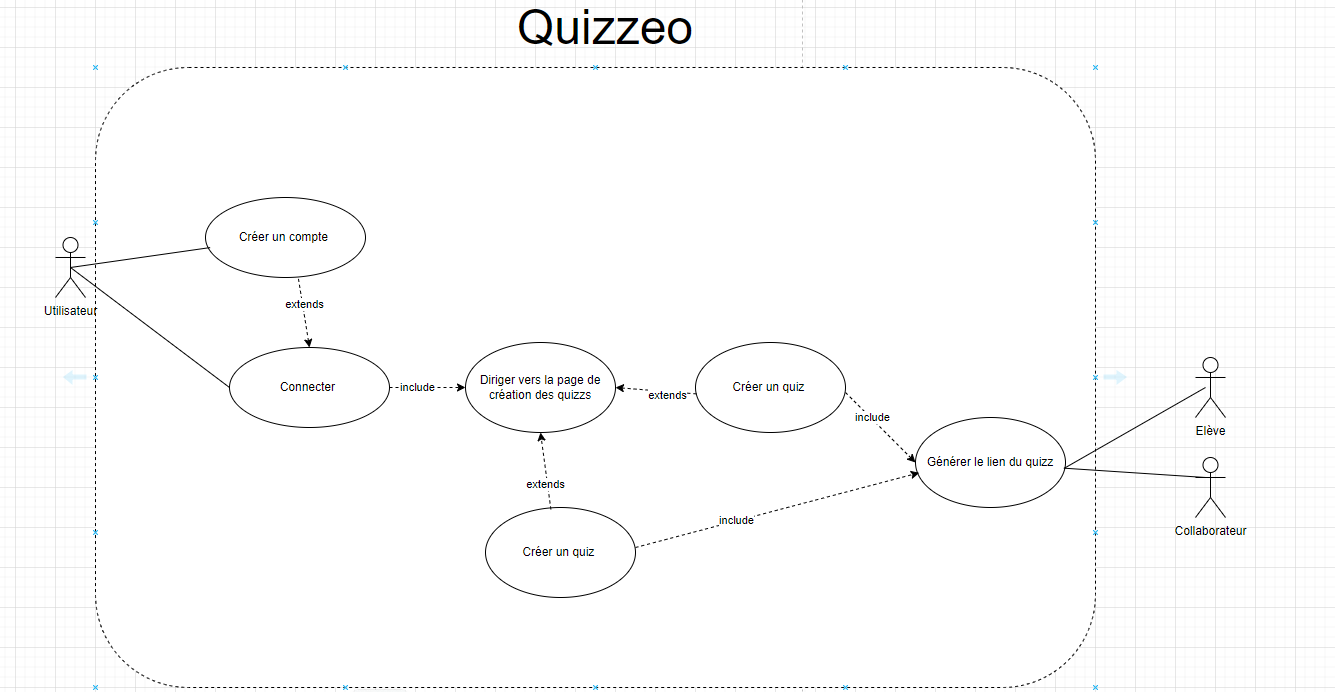 Quizzeo
Créer un compte
Utilisateur
extends
Connecter
include
Diriger vers la page de
création des quizzs
extends
Créer un quiz
include
Elève
Générer le lien du quizz
extends
include
Créer un quiz
Collaborateur